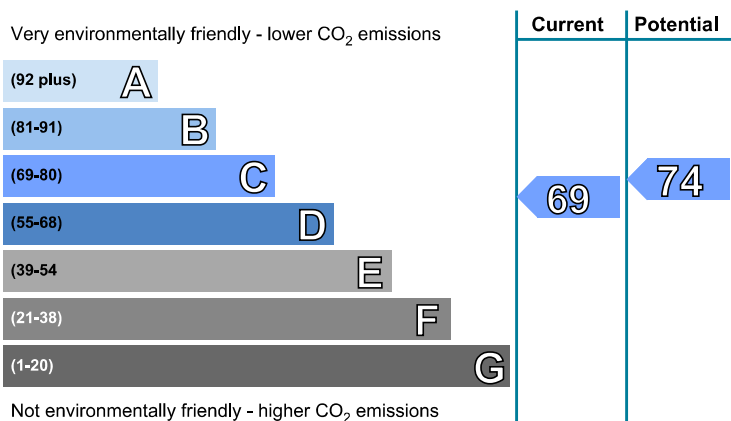 Very environmentally friendly - lower CO₂ emissions
Current
Potential
(92 plus) A
(81-91) B
(69-80) C
(55-68) D
(39-54 E
(21-38) F
(1-20) G
69
74
Not environmentally friendly - higher CO₂ emissions